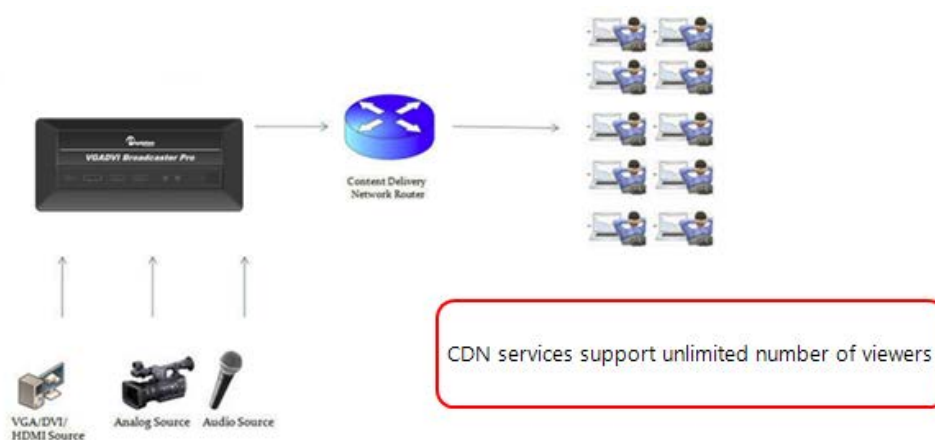 VGADVI Broadcaster Pro
Content Delivery
Network Router
CDN services support unlimited number of viewers
VGA/DVI/
HDMI Source
Analog Source
Audio Source